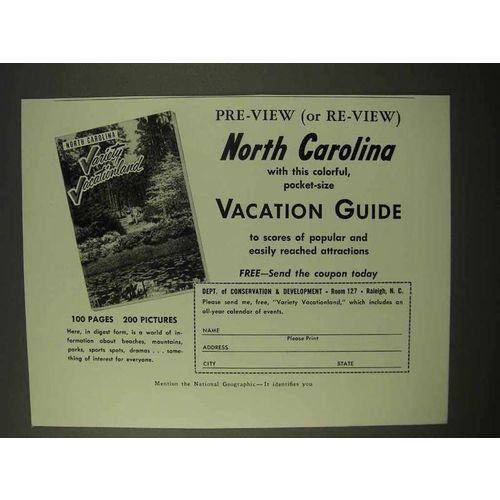 PRE-VIEW (or RE-VIEW)
North Carolina
with this colorful,
pocket-size
VACATION GUIDE
to scores of popular and
easily reached attractions
FREE—Send the coupon today
NORTH CAROLINA
Variety
Vacationland
100 PAGES 200 PICTURES
Here, in digest form, is a world of in-
formation about beaches, mountains,
parks, sports spots, dramas . . . some-
thing of interest for everyone.
DEPT. of CONSERVATION & DEVELOPMENT • Room 127 • Raleigh, N. C.
Please send me, free, "Variety Vacationland," which includes an
all-year calendar of events.
NAME
Please Print
ADDRESS
CITY STATE
Mention the National Geographic—It identifies you